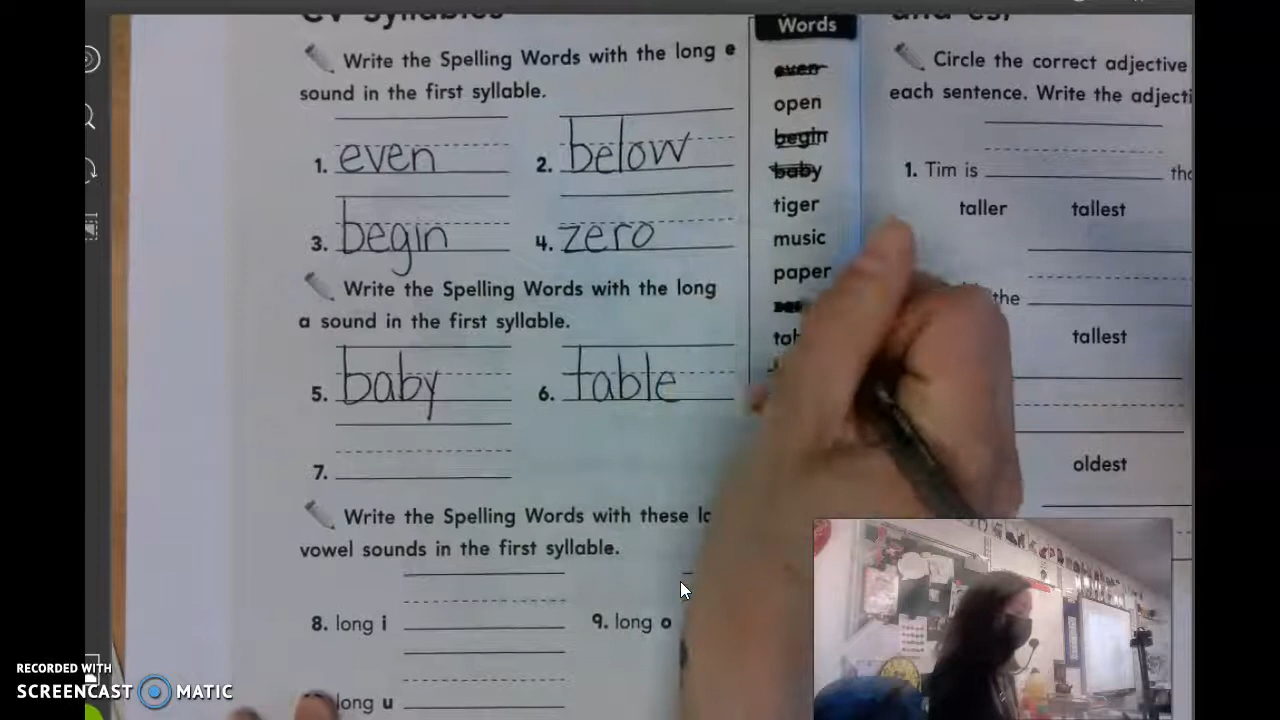 CV Syllables
Write the Spelling Words with the long e
sound in the first syllable.
1. even
2. below
3. begin
4. zero
Write the Spelling Words with the long
a sound in the first syllable.
5. baby
6. table
7.
Write the Spelling Words with these
vowel sounds in the first syllable.
8. long i
9. long o
long u
Words
even
open
begin
baby
tiger
music
paper
Circle the correct adjective
each sentence. Write the
1. Tim is
taller tallest
the
tallest
oldest
RECORDED WITH
SCREENCAST MATIC